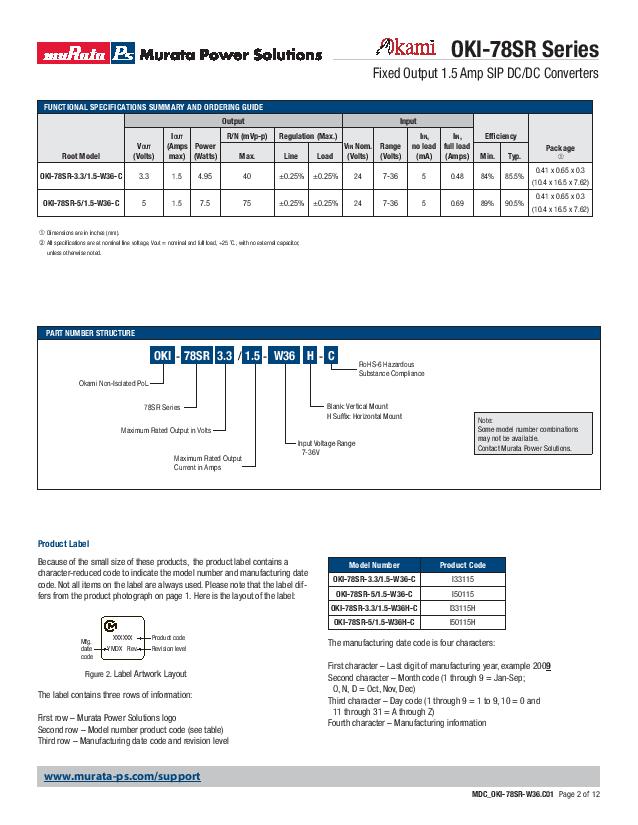 muRata Ps Murata Power Solutions
Okami OKI-78SR Series
Fixed Output 1.5 Amp SIP DC/DC Converters
FUNCTIONAL SPECIFICATIONS SUMMARY AND ORDERING GUIDE
Output Input
Root Model VOUT (Volts) IOUT (Amps max) Power (Watts) R/N (mVp-p) Max. Regulation (Max.) Line Load VIN Nom. (Volts) Range (Volts) IIN, no load (mA) IIN, full load (Amps) Efficiency Min. Typ. Package ①
OKI-78SR-3.3/1.5-W36-C 3.3 1.5 4.95 40 ±0.25% ±0.25% 24 7-36 5 0.48 84% 85.5% 0.41 x 0.65 x 0.3 (10.4 x 16.5 x 7.62)
OKI-78SR-5/1.5-W36-C 5 1.5 7.5 75 ±0.25% ±0.25% 24 7-36 5 0.69 89% 90.5% 0.41 x 0.65 x 0.3 (10.4 x 16.5 x 7.62)
① Dimensions are in inches (mm).
② All specifications are at nominal line voltage, Vout = nominal and full load, +25 ˚C., with no external capacitor,
unless otherwise noted.
PART NUMBER STRUCTURE
OKI - 78SR 3.3 / 1.5 - W36 H - C
RoHS-6 Hazardous
Substance Compliance
Okami Non-Isolated PoL
78SR Series
Blank: Vertical Mount
H Suffix: Horizontal Mount
Maximum Rated Output in Volts
Input Voltage Range
7-36V
Maximum Rated Output
Current in Amps
Note:
Some model number combinations
may not be available.
Contact Murata Power Solutions.
Product Label
Because of the small size of these products, the product label contains a
character-reduced code to indicate the model number and manufacturing date
code. Not all items on the label are always used. Please note that the label dif-
fers from the product photograph on page 1. Here is the layout of the label:
XXXXXX Product code
Mfg.
date
code
YMDX Rev. Revision level
Figure 2. Label Artwork Layout
The label contains three rows of information:
First row – Murata Power Solutions logo
Second row – Model number product code (see table)
Third row – Manufacturing date code and revision level
Model Number Product Code
OKI-78SR-3.3/1.5-W36-C I33115
OKI-78SR-5/1.5-W36-C I50115
OKI-78SR-3.3/1.5-W36H-C I33115H
OKI-78SR-5/1.5-W36H-C I50115H
The manufacturing date code is four characters:
First character – Last digit of manufacturing year, example 2009
Second character – Month code (1 through 9 = Jan-Sep;
O, N, D = Oct, Nov, Dec)
Third character – Day code (1 through 9 = 1 to 9, 10 = 0 and
11 through 31 = A through Z)
Fourth character – Manufacturing information
www.murata-ps.com/support
MDC_OKI-78SR-W36.C01 Page 2 of 12